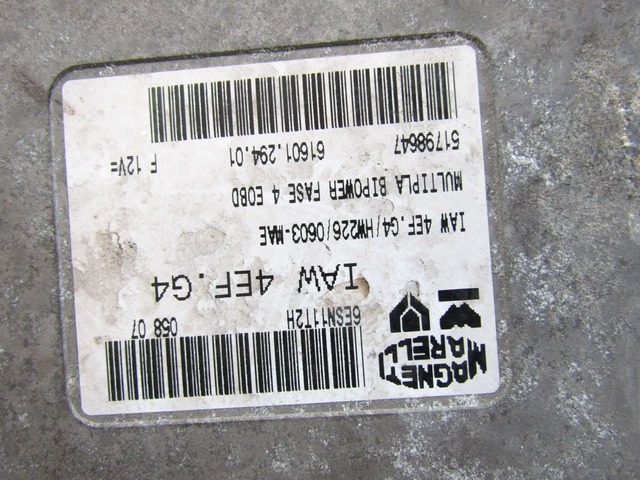 MAGNETI
MARELLI
6ESN11T2H 058 07
IAW 4EF.G4
IAW 4EF.G4/HW226/0603-MAE
MULTIPLA BIPOWER FASE 4 EOBD
51798647 61601.294.01 F 12V=